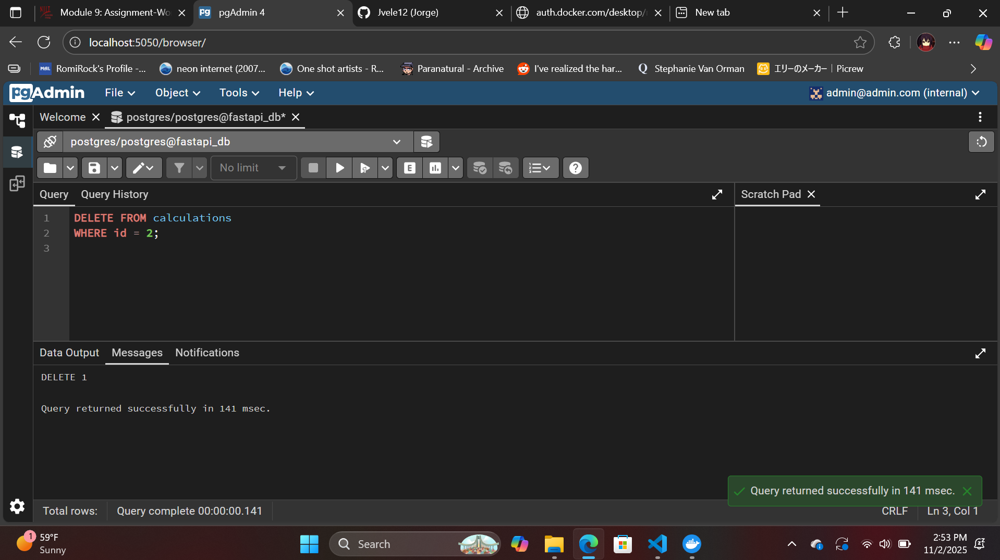 Module 9: Assignment-Wo
pgAdmin 4
Jvele12 (Jorge)
auth.docker.com/desktop/
New tab
localhost:5050/browser/
RomiRock's Profile -...
neon internet (2007...
One shot artists - R...
Paranatural - Archive
I've realized the har...
Stephanie Van Orman
エリーのメーカー｜Picrew
pgAdmin
File
Object
Tools
Help
admin@admin.com (internal)
Welcome
postgres/postgres@fastapi_db*
postgres/postgres@fastapi_db
No limit
Query
Query History
Scratch Pad
1 DELETE FROM calculations
2 WHERE id = 2;
3
Data Output
Messages
Notifications
DELETE 1
Query returned successfully in 141 msec.
Query returned successfully in 141 msec.
Total rows:
Query complete 00:00:00.141
CRLF
Ln 3, Col 1
1
59°F
Sunny
Search
2:53 PM
11/2/2025